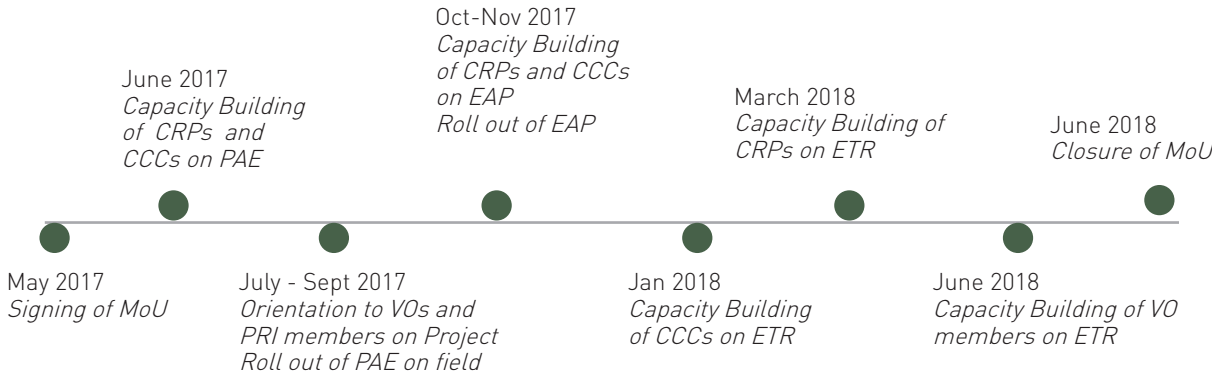 Oct-Nov 2017
Capacity Building
of CRPs and CCCs
on EAP
Roll out of EAP
June 2017
Capacity Building
of CRPs and
CCCs on PAE
March 2018
Capacity Building of
CRPs on ETR
June 2018
Closure of MoU
May 2017
Signing of MoU
July - Sept 2017
Orientation to VOs and
PRI members on Project
Roll out of PAE on field
Jan 2018
Capacity Building
of CCCs on ETR
June 2018
Capacity Building of VO
members on ETR